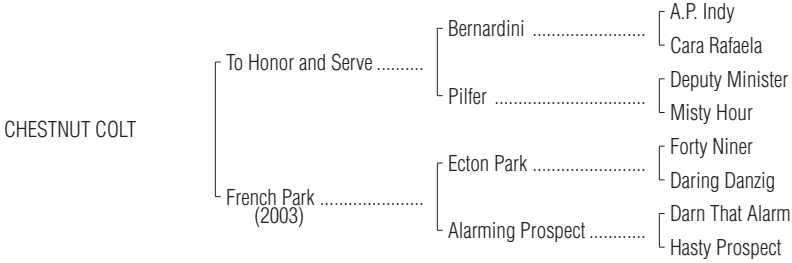 A.P. Indy
Bernardini ........................
Cara Rafaela
To Honor and Serve ..........
Deputy Minister
Pilfer ................................
Misty Hour
CHESTNUT COLT
Forty Niner
Ecton Park ........................
Daring Danzig
French Park ......................
(2003)
Darn That Alarm
Alarming Prospect ............
Hasty Prospect